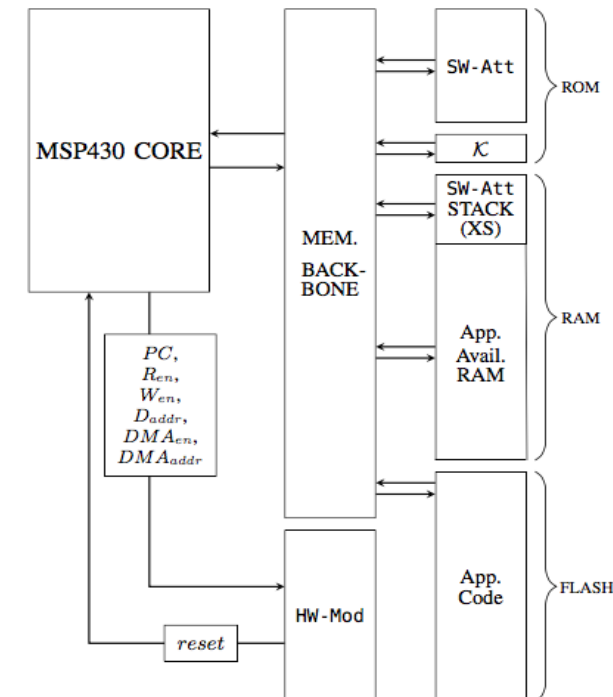 MSP430 CORE
PC,
R_en,
W_en,
D_addr,
DMA_en,
DMA_addr
reset
MEM.
BACK-
BONE
HW-Mod
SW-Att
𝒦
ROM
SW-Att
STACK
(XS)
App.
Avail.
RAM
RAM
App.
Code
FLASH